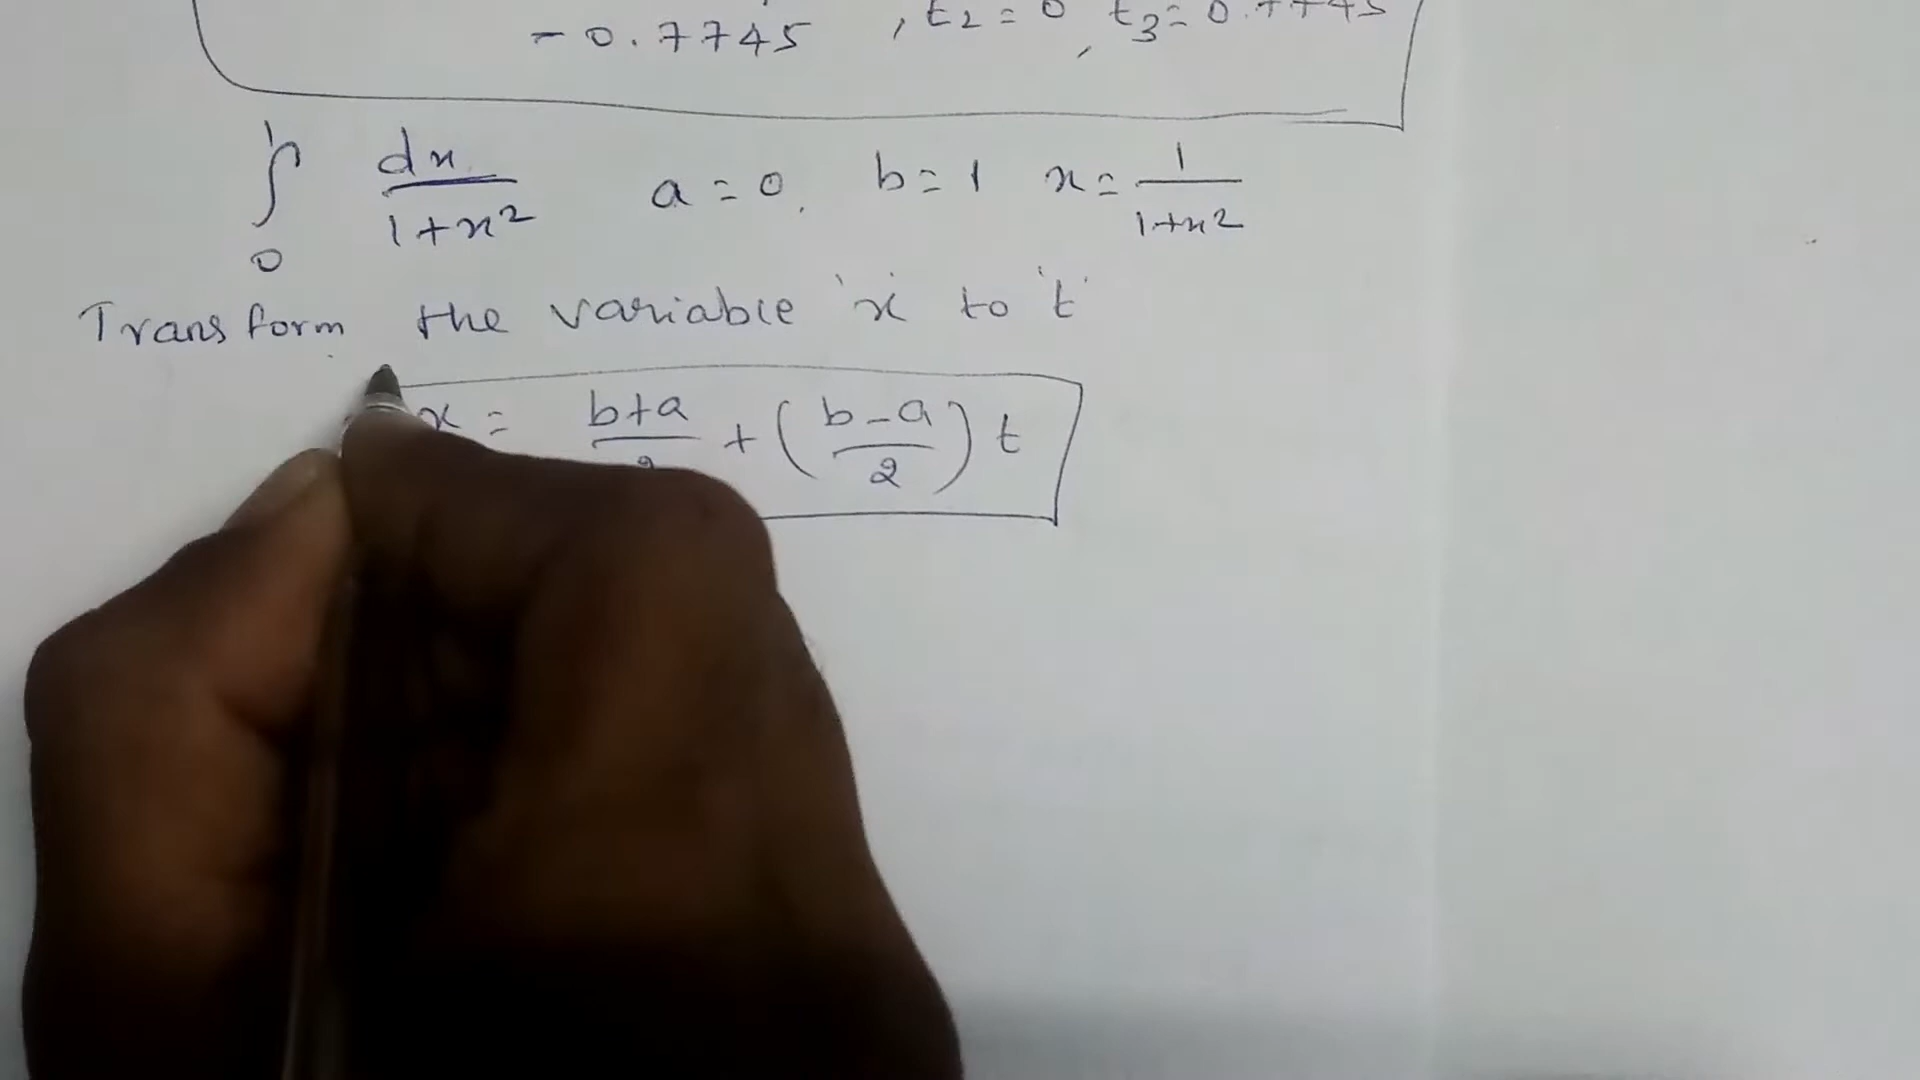 -0.7745 , t2 = 0 , t3 = 0.7745
∫₀¹ dx/(1+x²) a = 0, b = 1 x = 1/(1+x²)
Transform the variable 'x' to 't'
x = (b+a)/2 + ((b-a)/2) t